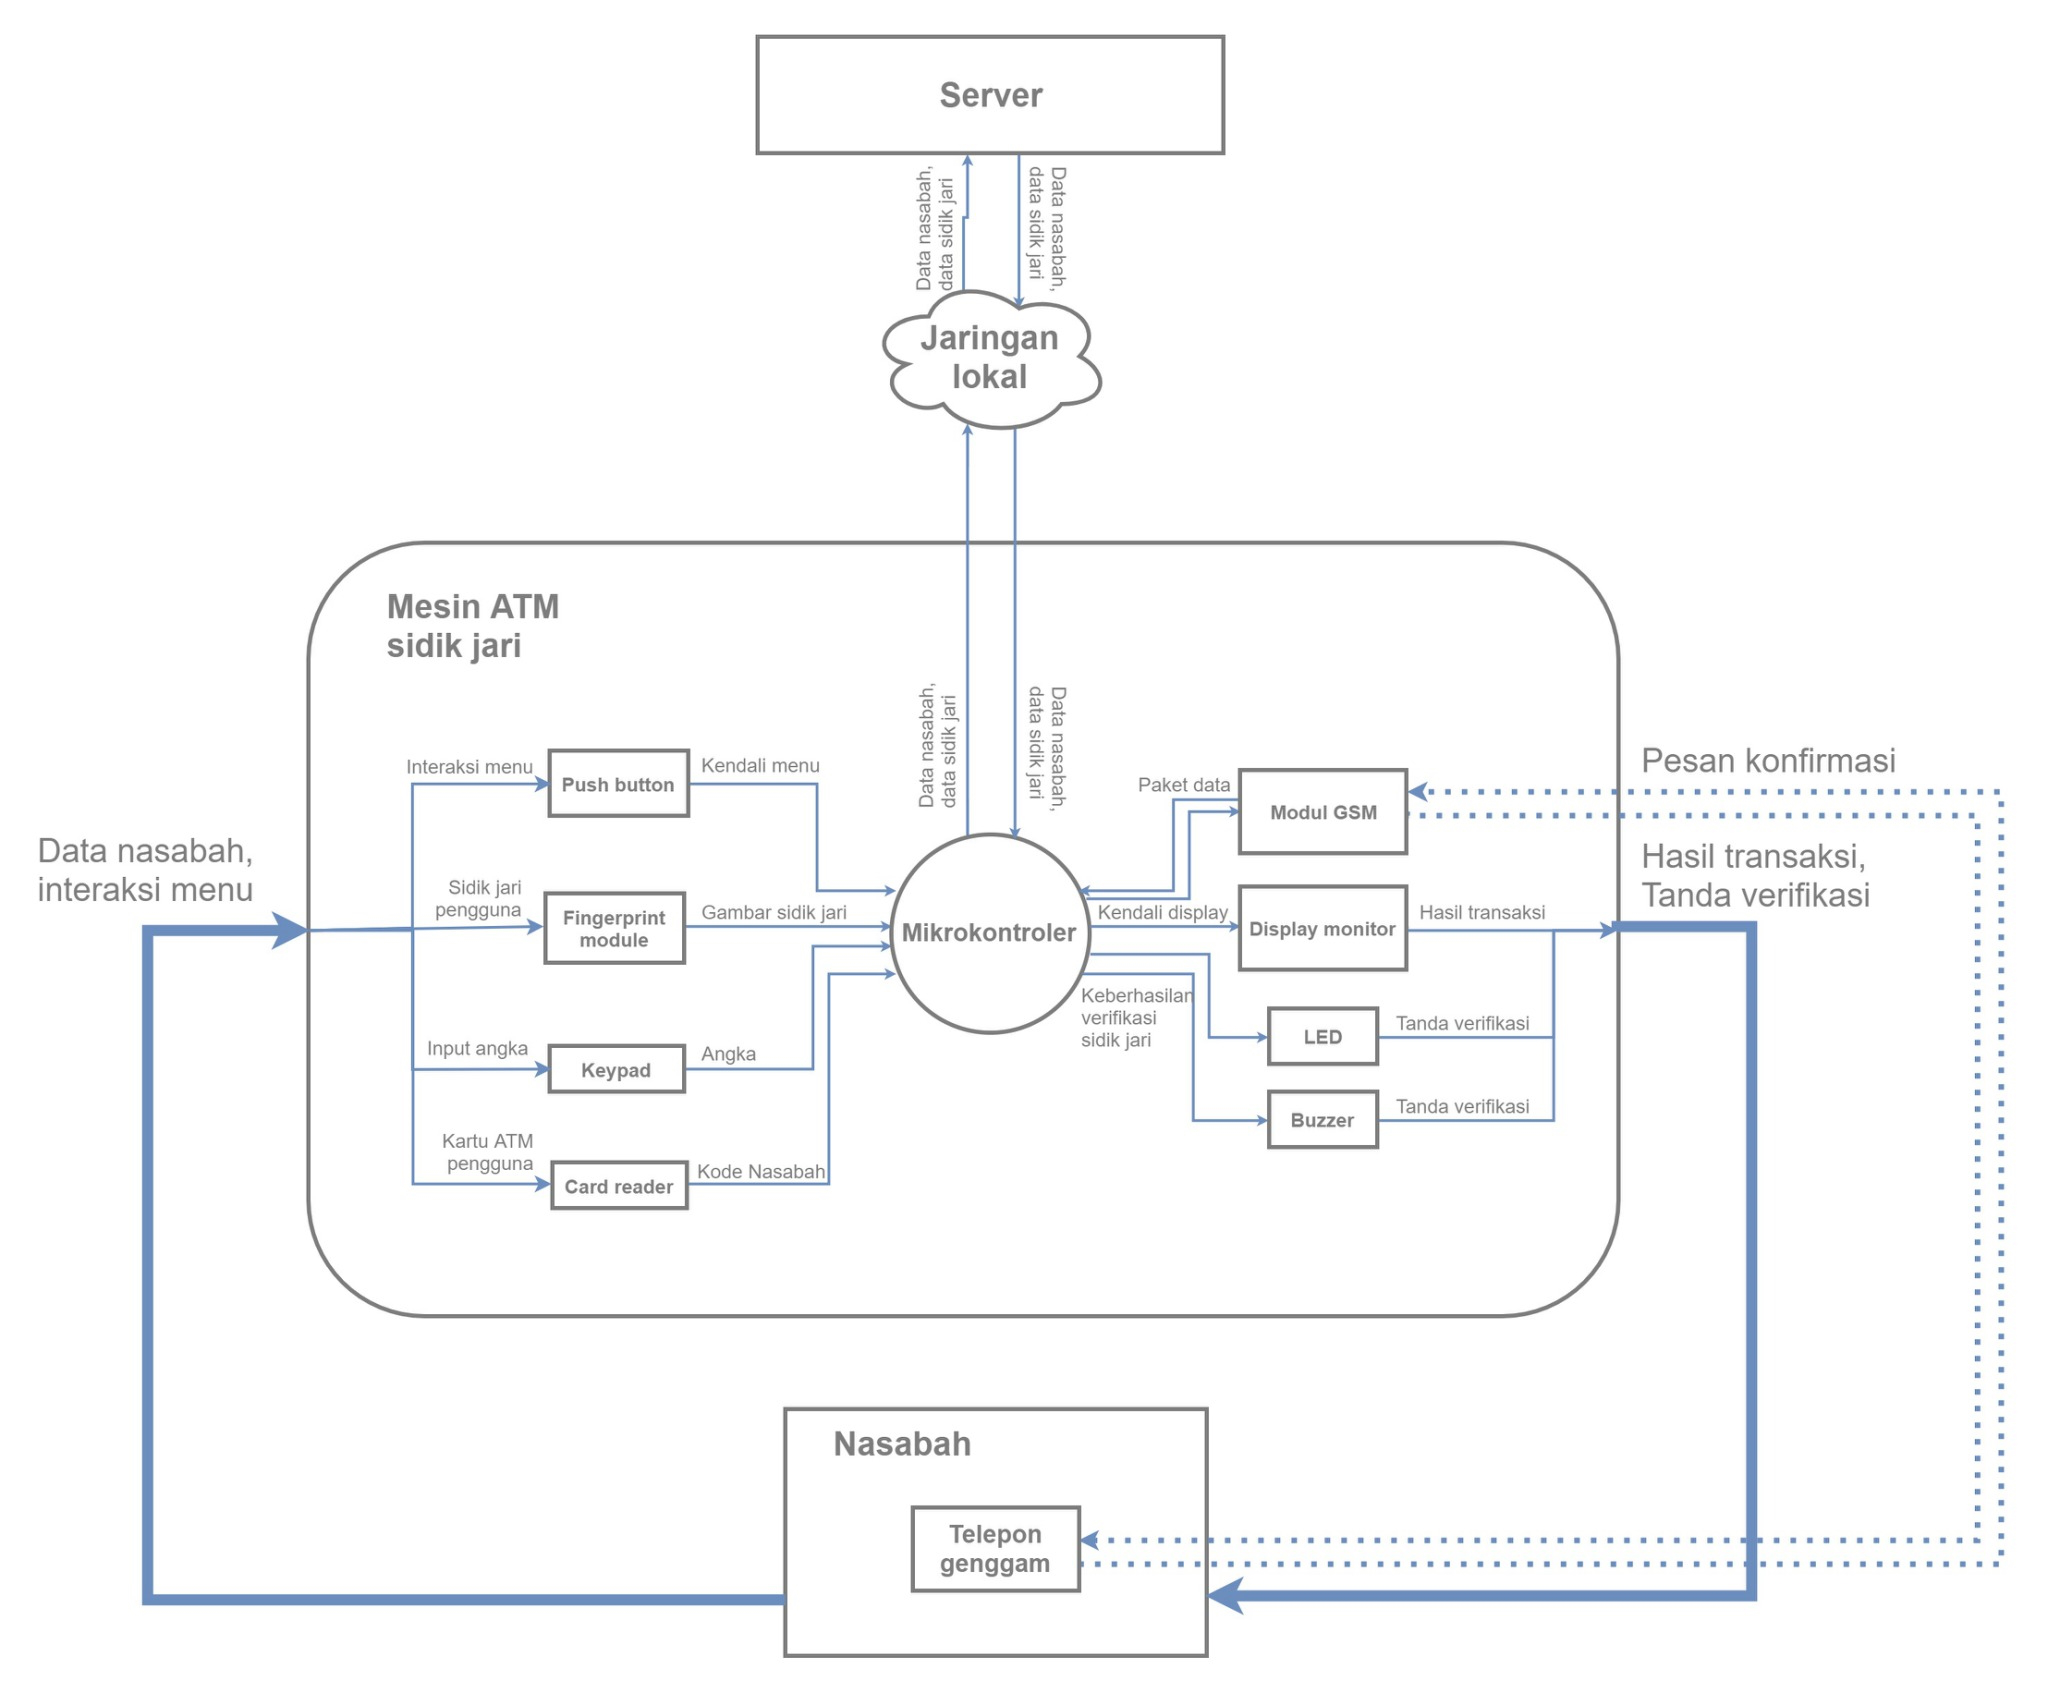 Server
Data nasabah,
data sidik jari
Data nasabah,
data sidik jari
Jaringan
lokal
Mesin ATM
sidik jari
Data nasabah,
data sidik jari
Data nasabah,
data sidik jari
Data nasabah,
interaksi menu
Interaksi menu
Push button
Kendali menu
Sidik jari
pengguna
Fingerprint
module
Gambar sidik jari
Input angka
Keypad
Angka
Kartu ATM
pengguna
Card reader
Kode Nasabah
Mikrokontroler
Paket data
Modul GSM
Kendali display
Display monitor
Hasil transaksi
Keberhasilan
verifikasi
sidik jari
LED
Tanda verifikasi
Buzzer
Tanda verifikasi
Pesan konfirmasi
Hasil transaksi,
Tanda verifikasi
Nasabah
Telepon
genggam